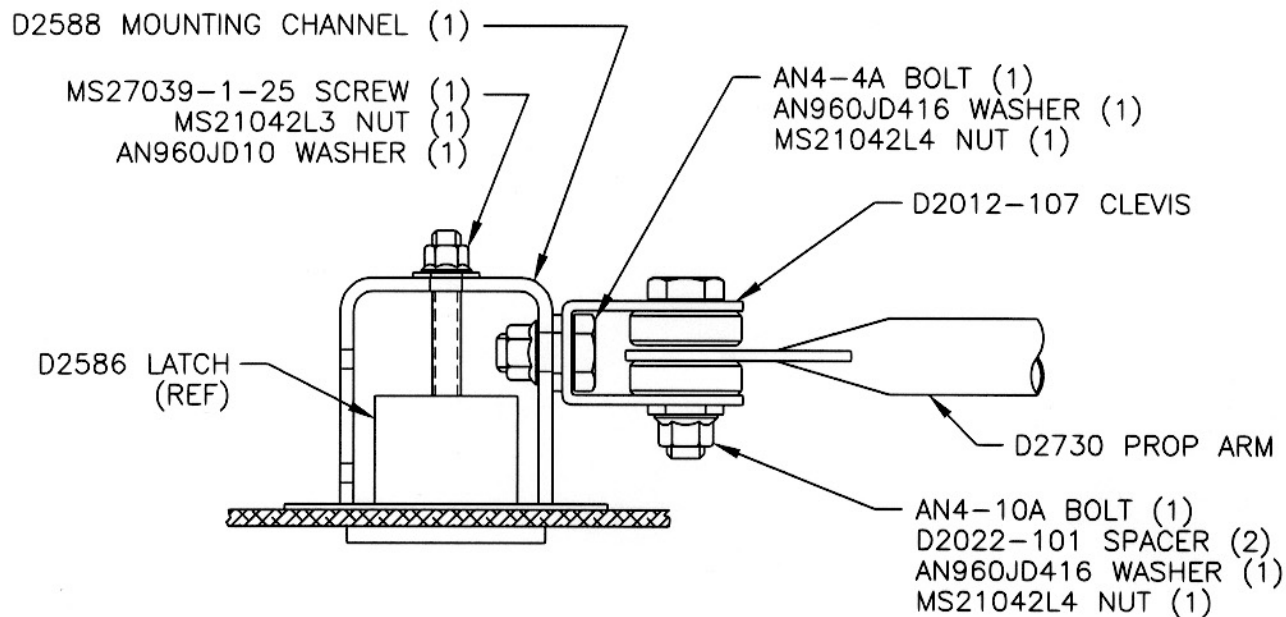 D2588 MOUNTING CHANNEL (1)
MS27039-1-25 SCREW (1)
MS21042L3 NUT (1)
AN960JD10 WASHER (1)
AN4-4A BOLT (1)
AN960JD416 WASHER (1)
MS21042L4 NUT (1)
D2012-107 CLEVIS
D2586 LATCH
(REF)
D2730 PROP ARM
AN4-10A BOLT (1)
D2022-101 SPACER (2)
AN960JD416 WASHER (1)
MS21042L4 NUT (1)